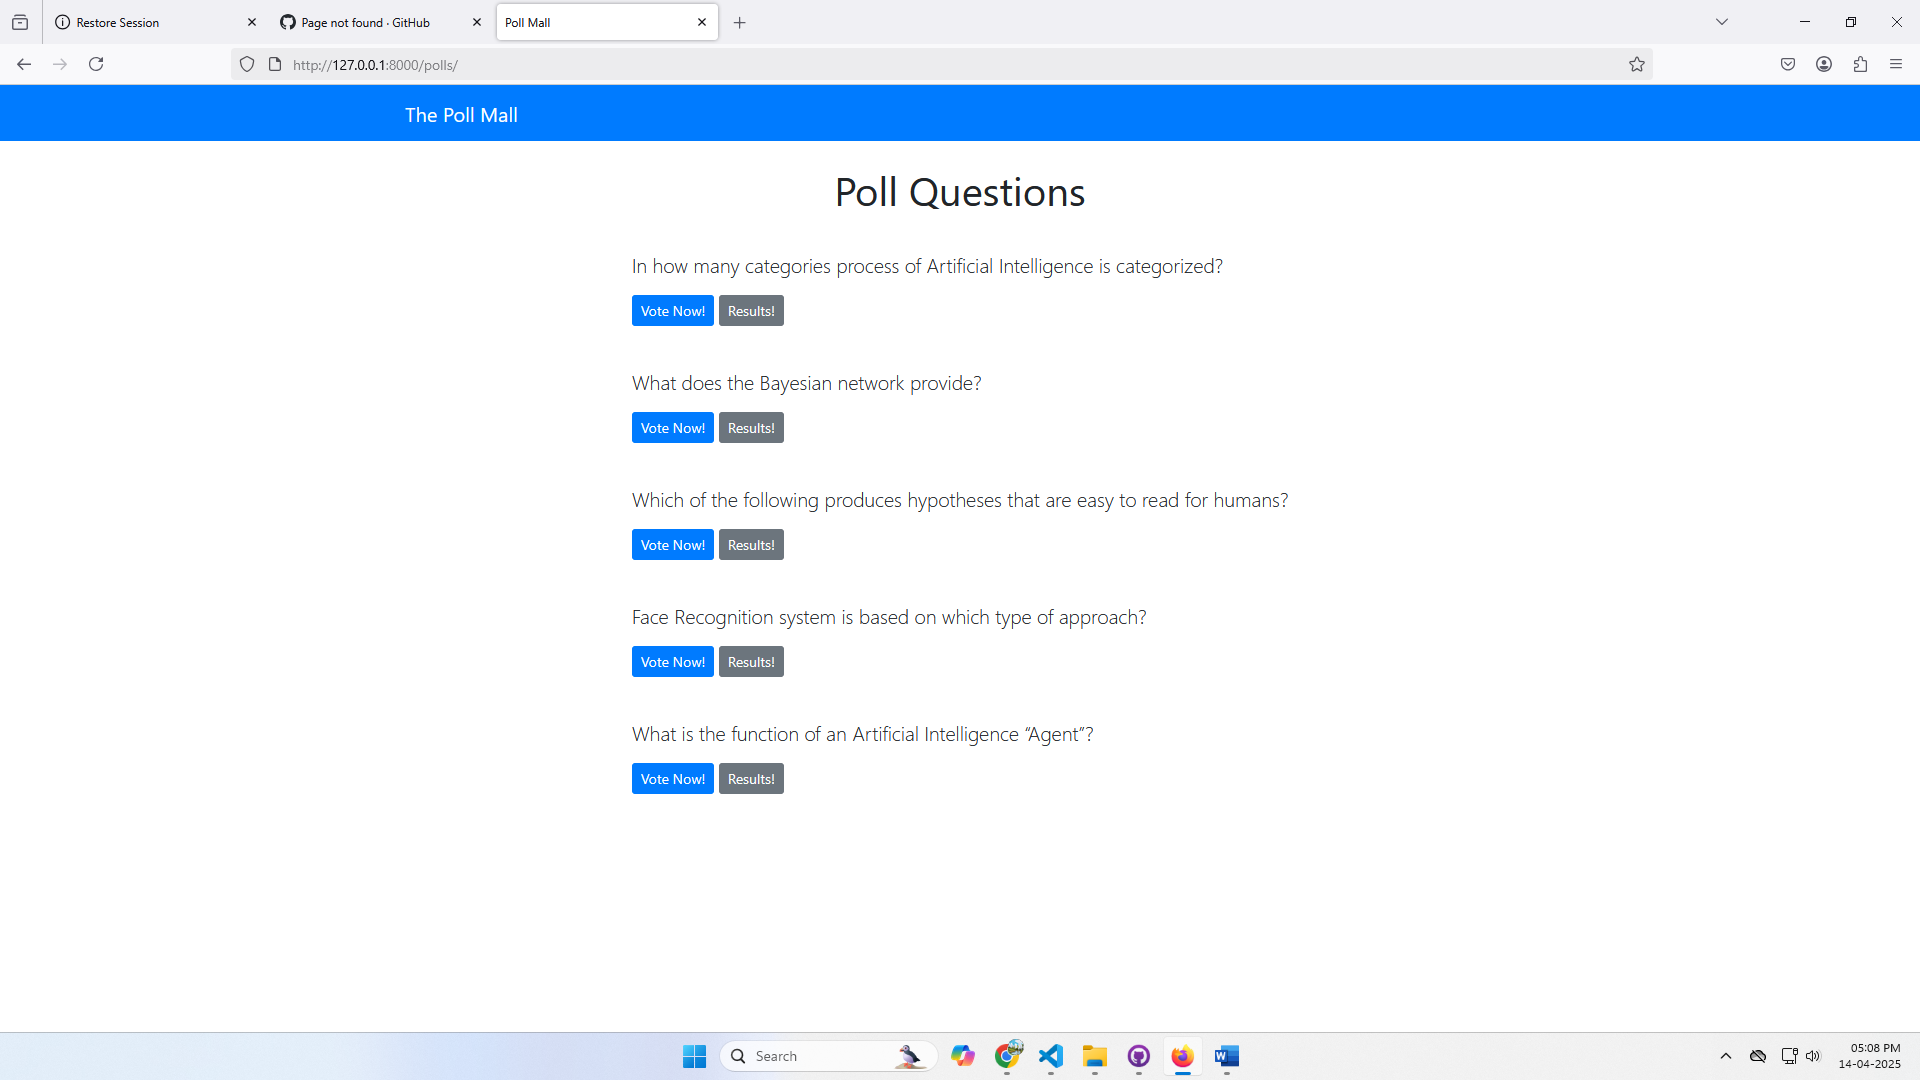 Restore Session
Page not found · GitHub
Poll Mall
http://127.0.0.1:8000/polls/
The Poll Mall
Poll Questions
In how many categories process of Artificial Intelligence is categorized?
Vote Now! Results!
What does the Bayesian network provide?
Vote Now! Results!
Which of the following produces hypotheses that are easy to read for humans?
Vote Now! Results!
Face Recognition system is based on which type of approach?
Vote Now! Results!
What is the function of an Artificial Intelligence “Agent”?
Vote Now! Results!
Search
05:08 PM
14-04-2025